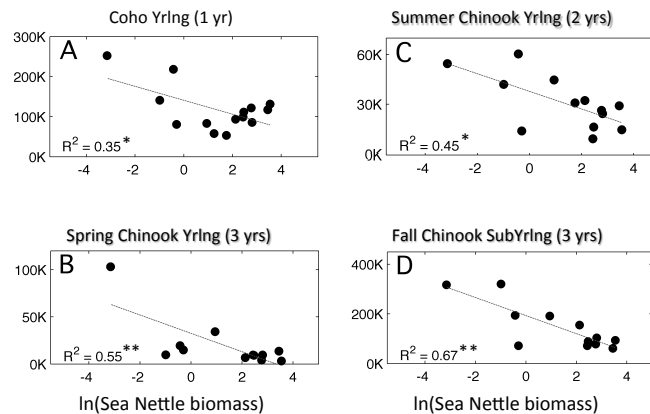 Coho Yrlng (1 yr)
300K
A
200K
100K
0K
R² = 0.35*
-4 -2 0 2 4
Summer Chinook Yrlng (2 yrs)
60K
C
30K
0K
R² = 0.45*
-4 -2 0 2 4
Spring Chinook Yrlng (3 yrs)
B
100K
50K
0K
R² = 0.55**
-4 -2 0 2 4
ln(Sea Nettle biomass)
Fall Chinook SubYrlng (3 yrs)
400K
D
200K
0K
R² = 0.67**
-4 -2 0 2 4
ln(Sea Nettle biomass)